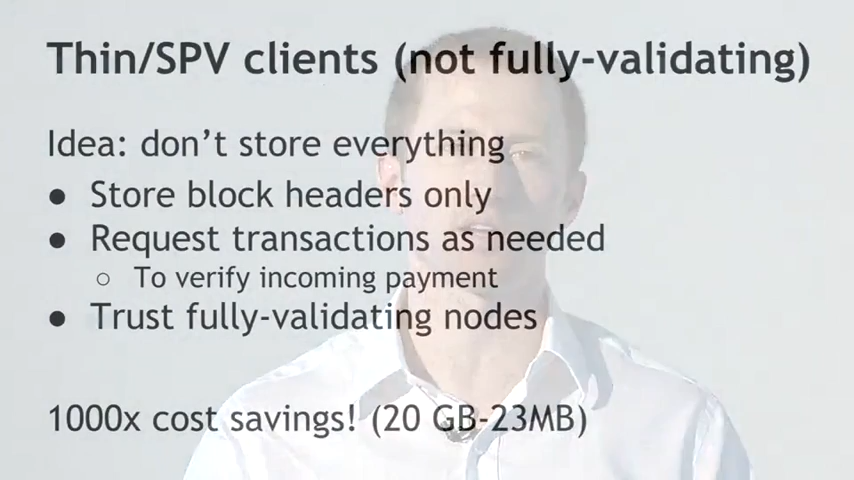 Thin/SPV clients (not fully-validating)
Idea: don't store everything
● Store block headers only
● Request transactions as needed
○ To verify incoming payment
● Trust fully-validating nodes
1000x cost savings! (20 GB-23MB)